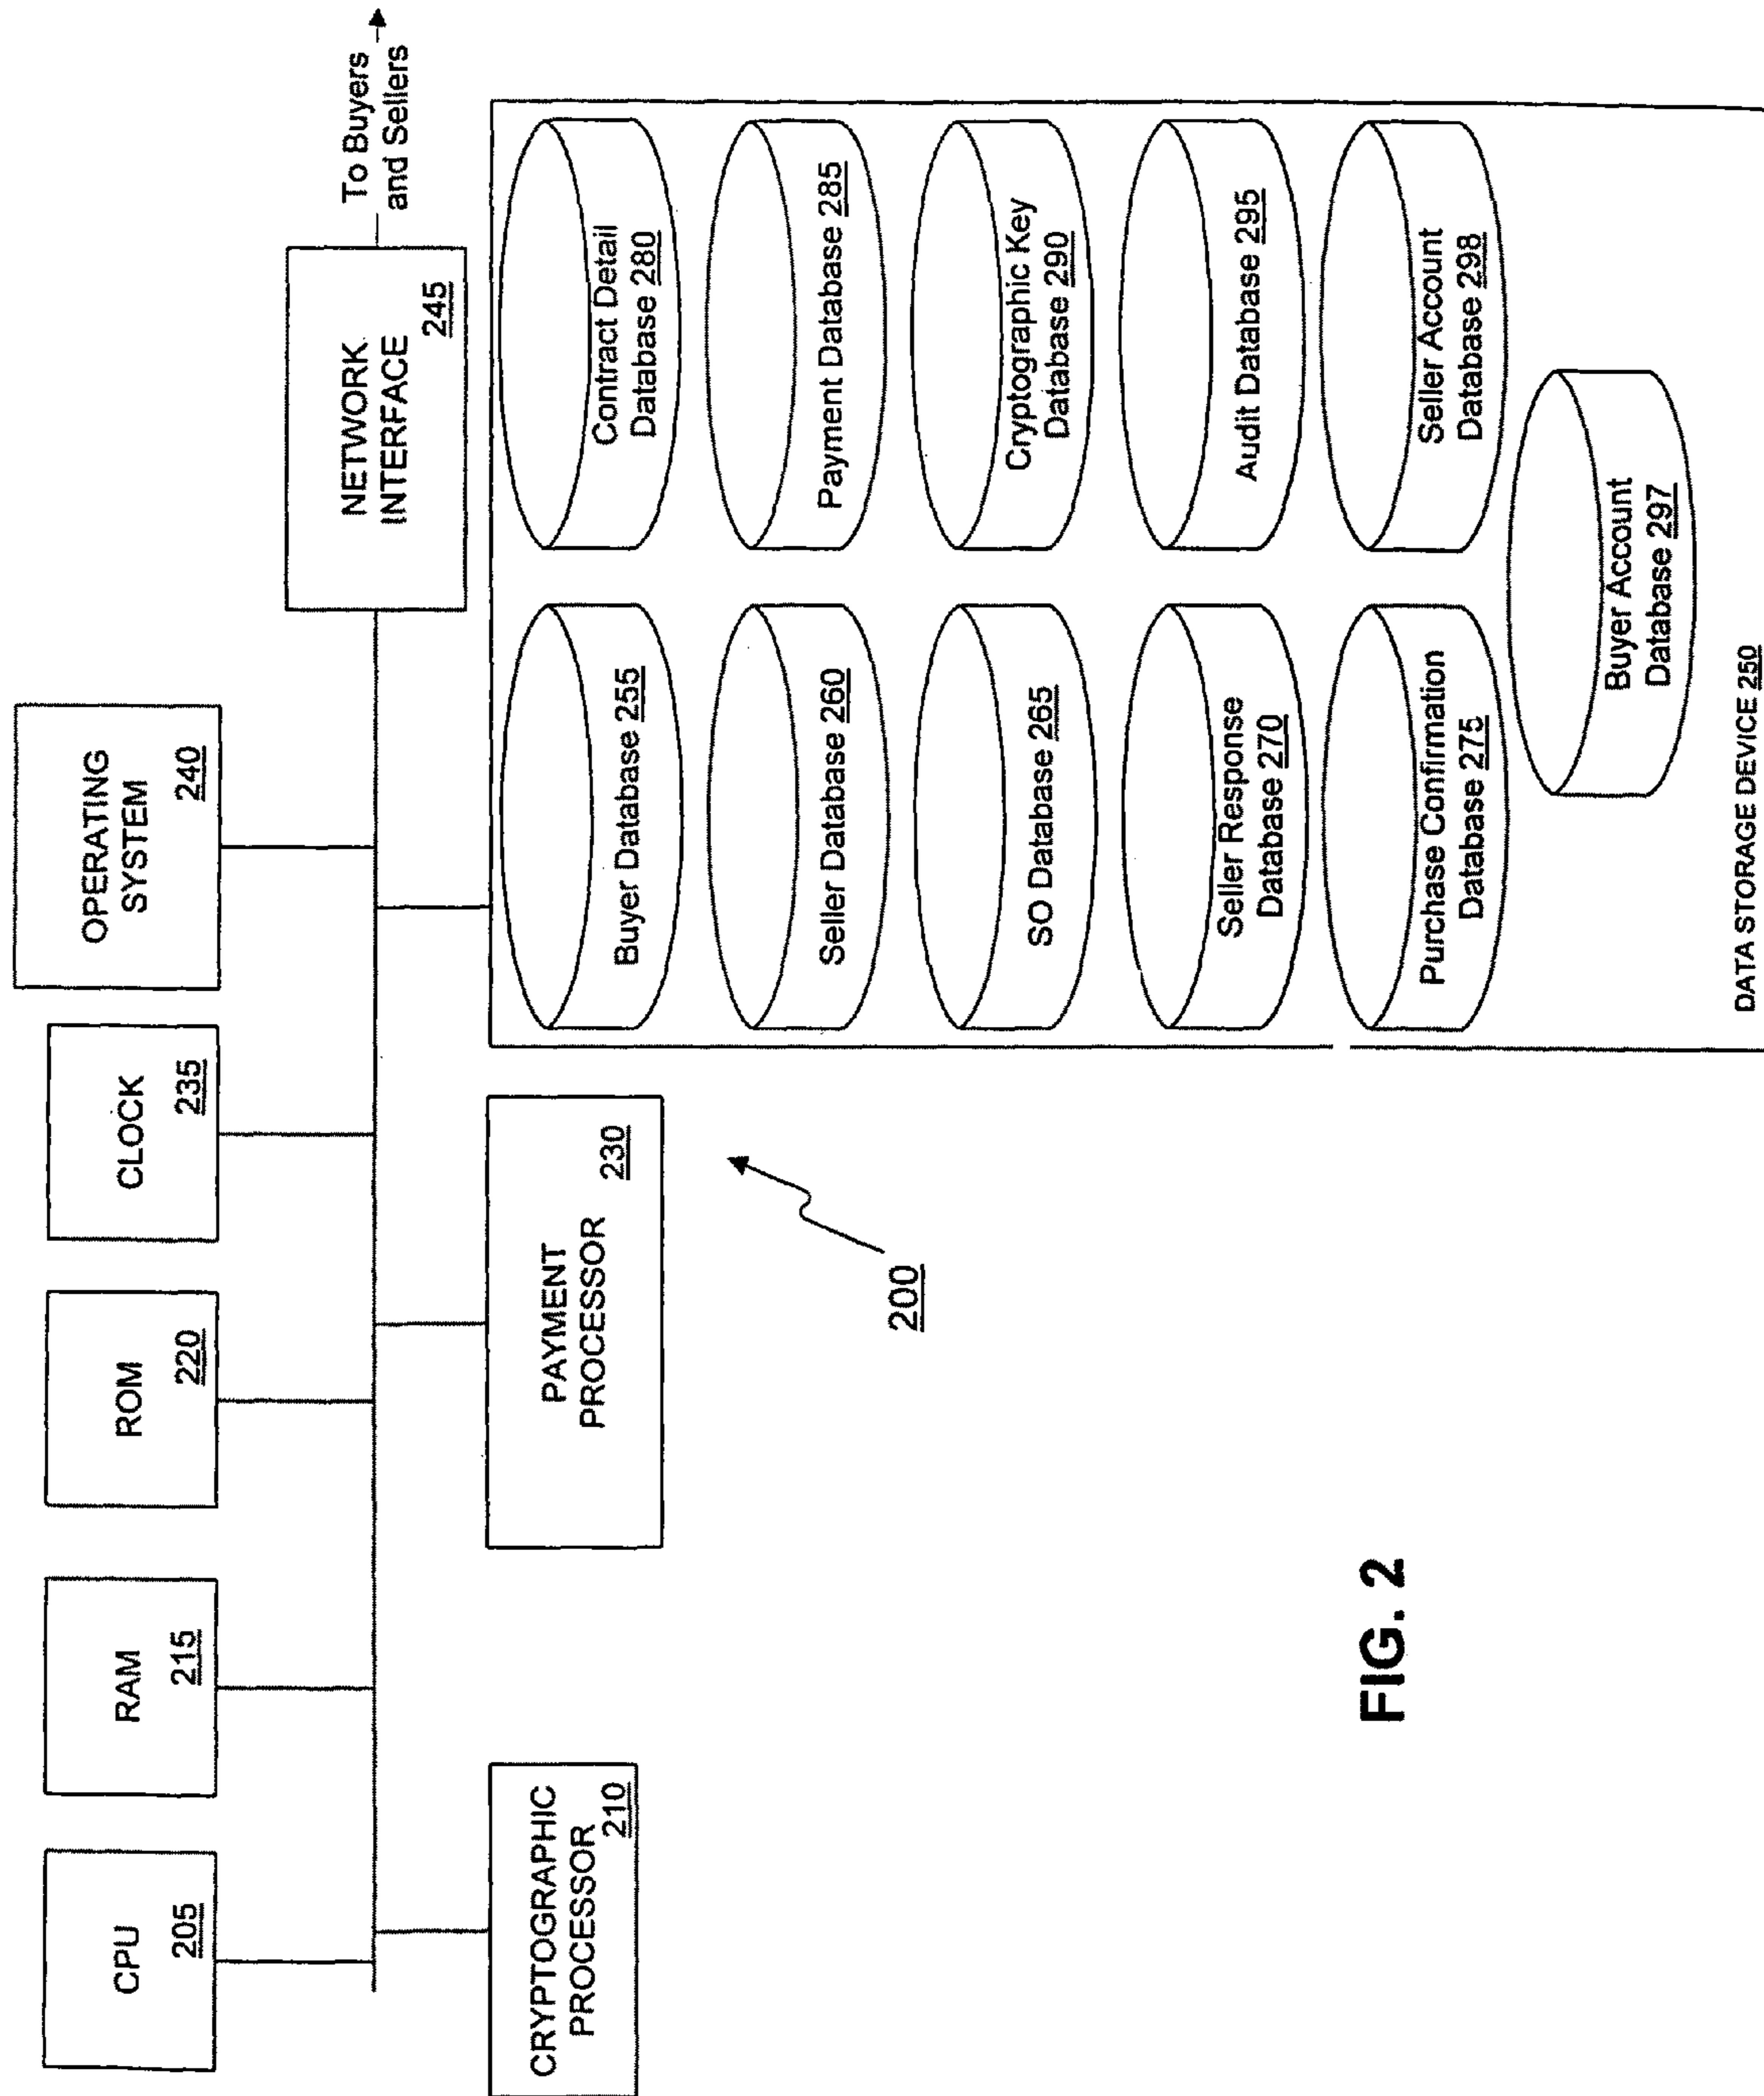 CPU
205
RAM
215
ROM
220
CLOCK
235
OPERATING
SYSTEM
240
NETWORK
INTERFACE
245
To Buyers
and Sellers
CRYPTOGRAPHIC
PROCESSOR
210
PAYMENT
PROCESSOR
230
200
Buyer Database 255
Contract Detail
Database 280
Seller Database 260
Payment Database 285
SO Database 265
Cryptographic Key
Database 290
Seller Response
Database 270
Audit Database 295
Purchase Confirmation
Database 275
Seller Account
Database 298
Buyer Account
Database 297
DATA STORAGE DEVICE 250
FIG. 2